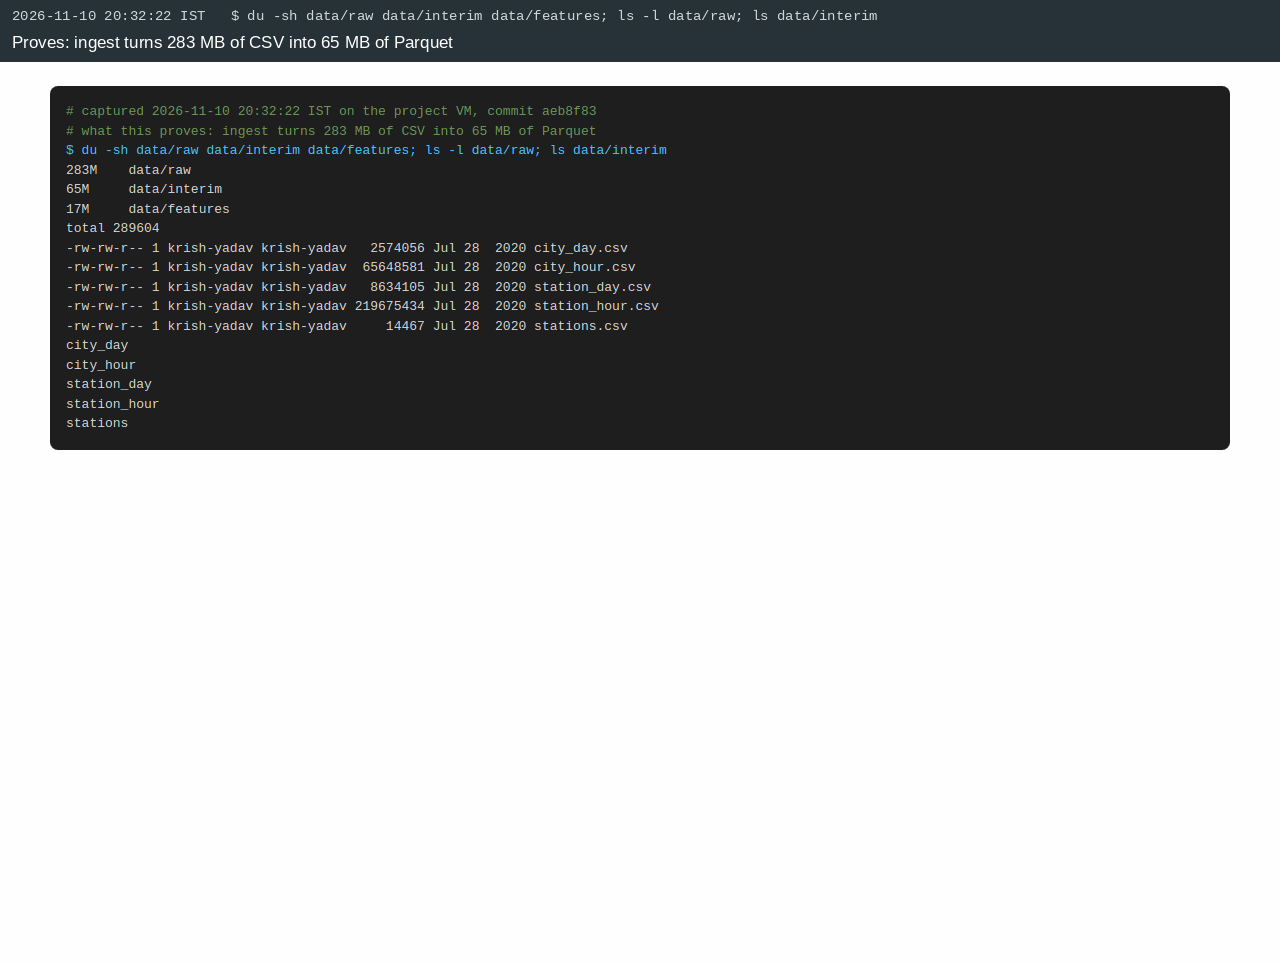 2026-11-10 20:32:22 IST   $ du -sh data/raw data/interim data/features; ls -l data/raw; ls data/interim
Proves: ingest turns 283 MB of CSV into 65 MB of Parquet
# captured 2026-11-10 20:32:22 IST on the project VM, commit aeb8f83
# what this proves: ingest turns 283 MB of CSV into 65 MB of Parquet
$ du -sh data/raw data/interim data/features; ls -l data/raw; ls data/interim
283M    data/raw
65M     data/interim
17M     data/features
total 289604
-rw-rw-r-- 1 krish-yadav krish-yadav   2574056 Jul 28  2020 city_day.csv
-rw-rw-r-- 1 krish-yadav krish-yadav  65648581 Jul 28  2020 city_hour.csv
-rw-rw-r-- 1 krish-yadav krish-yadav   8634105 Jul 28  2020 station_day.csv
-rw-rw-r-- 1 krish-yadav krish-yadav 219675434 Jul 28  2020 station_hour.csv
-rw-rw-r-- 1 krish-yadav krish-yadav     14467 Jul 28  2020 stations.csv
city_day
city_hour
station_day
station_hour
stations